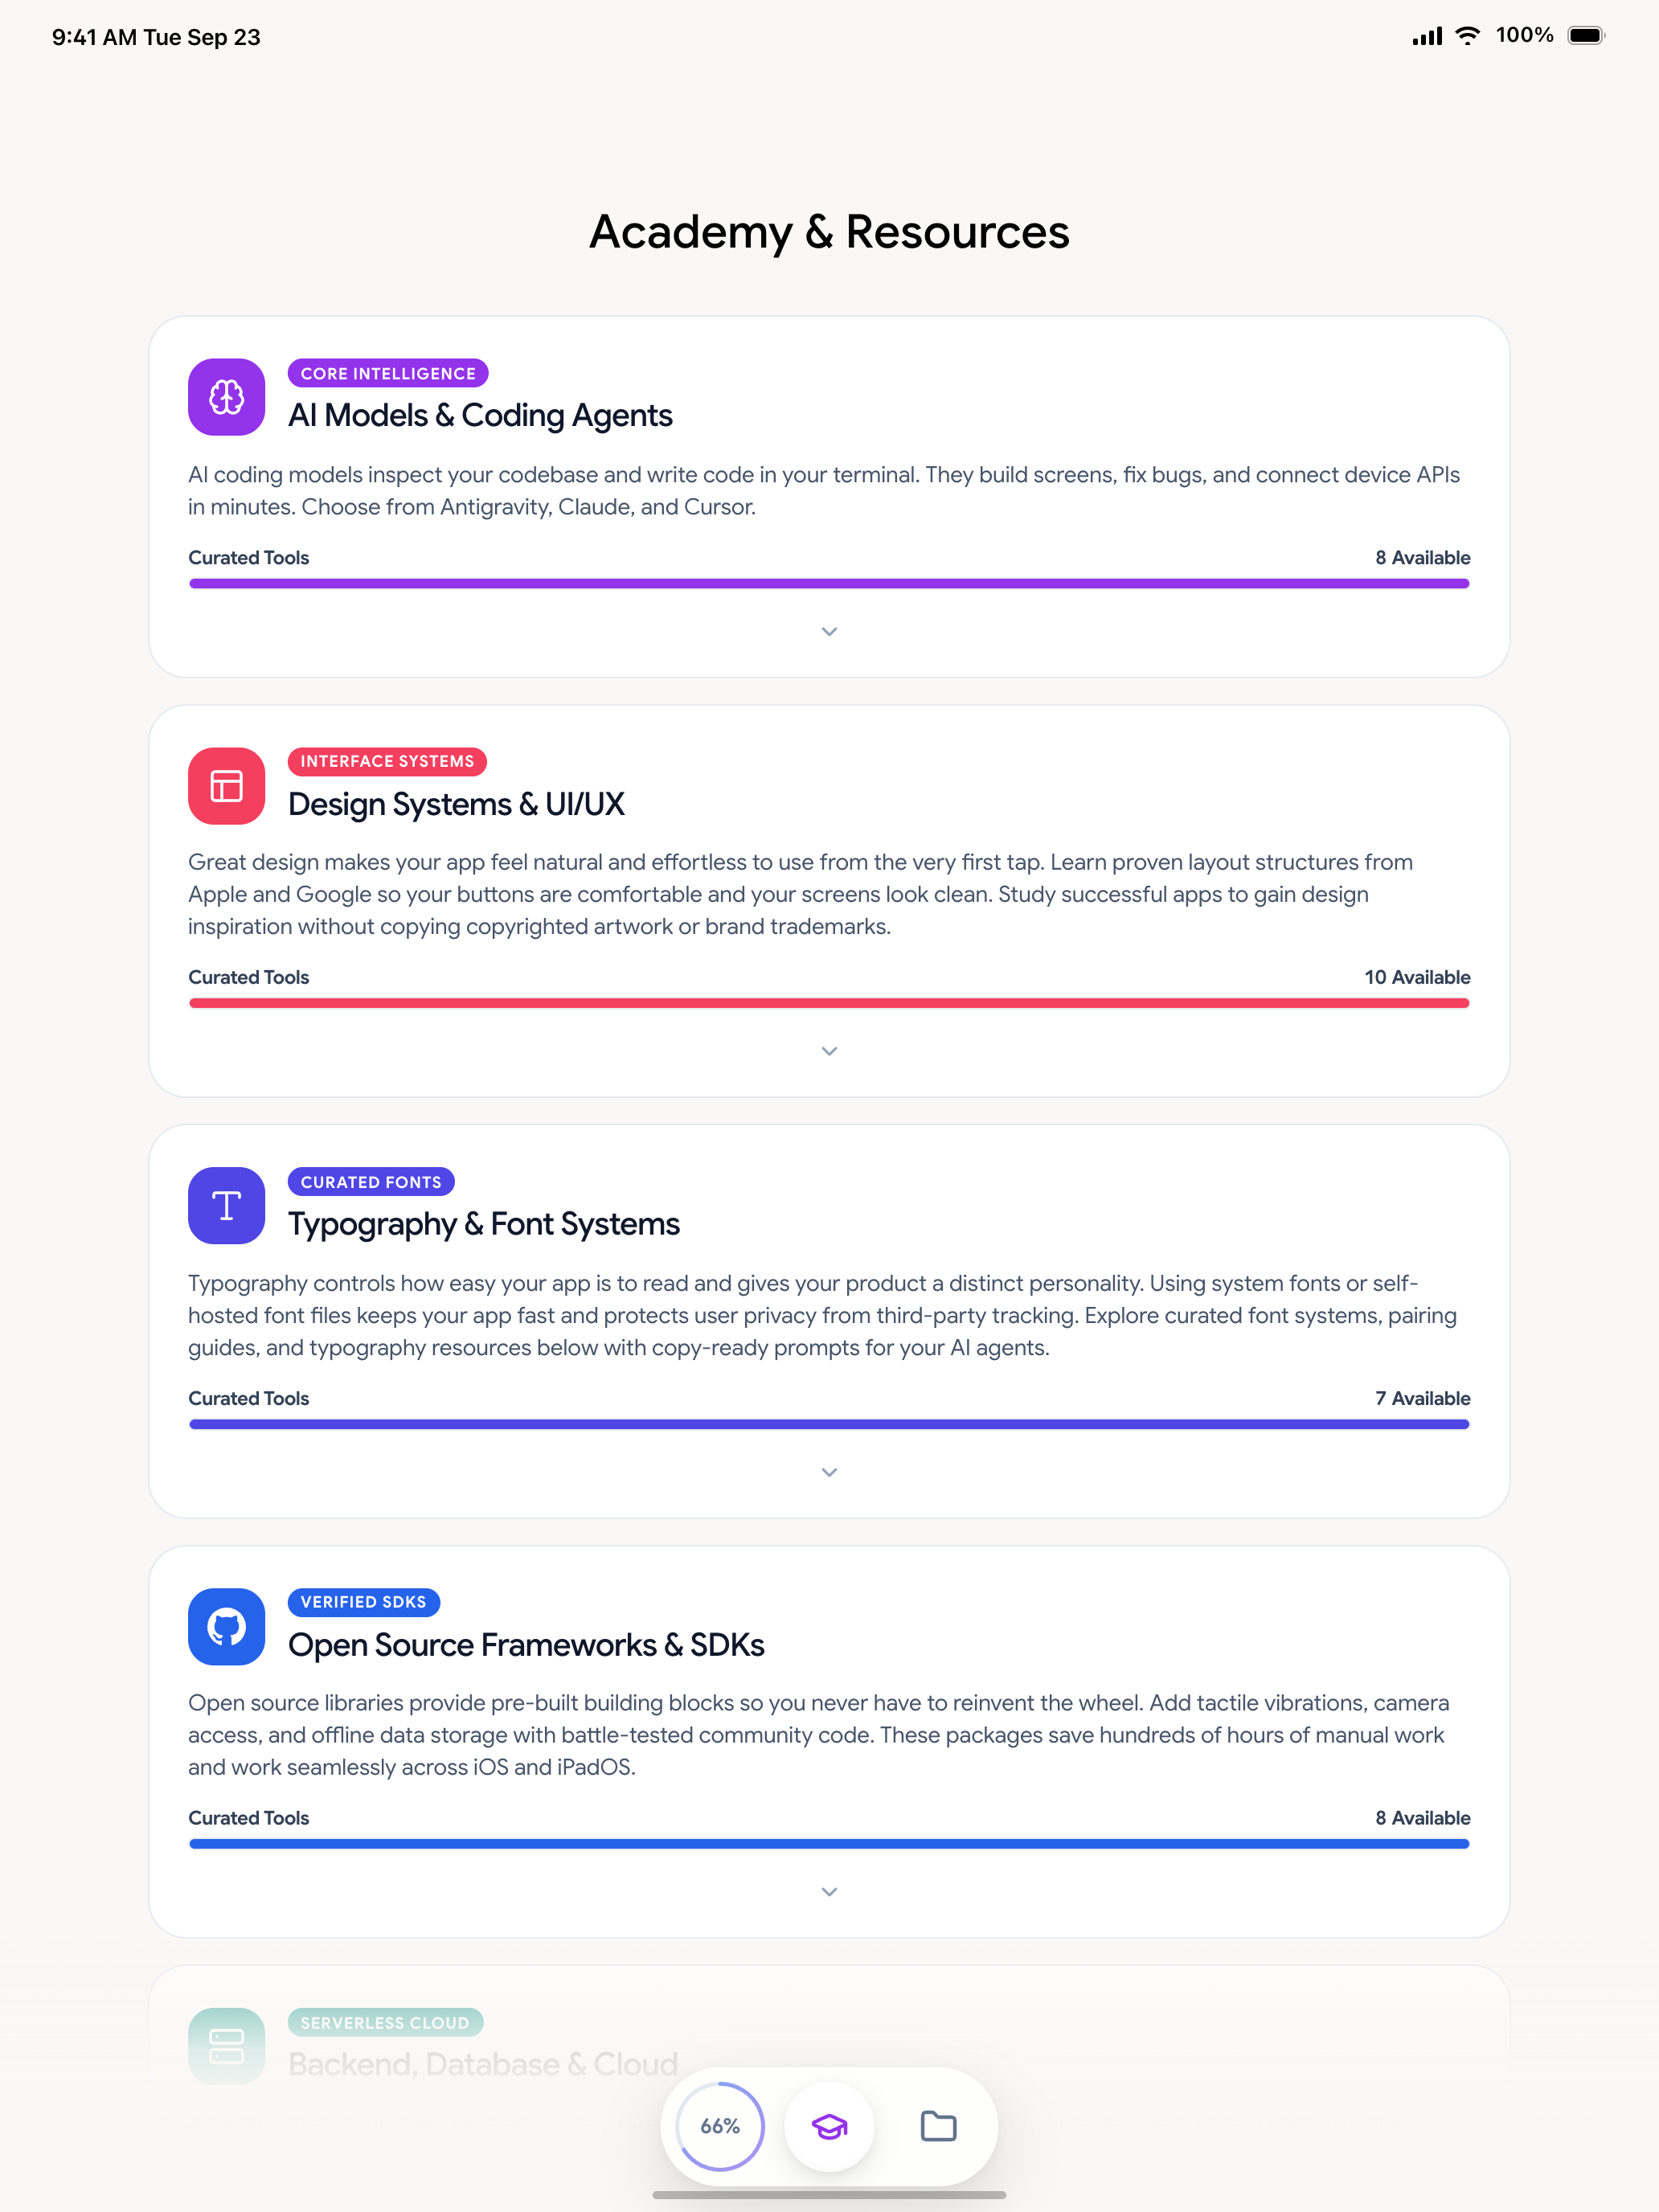 9:41 AM Tue Sep 23
100%
Academy & Resources
CORE INTELLIGENCE
AI Models & Coding Agents
AI coding models inspect your codebase and write code in your terminal. They build screens, fix bugs, and connect device APIs
in minutes. Choose from Antigravity, Claude, and Cursor.
Curated Tools
8 Available
INTERFACE SYSTEMS
Design Systems & UI/UX
Great design makes your app feel natural and effortless to use from the very first tap. Learn proven layout structures from
Apple and Google so your buttons are comfortable and your screens look clean. Study successful apps to gain design
inspiration without copying copyrighted artwork or brand trademarks.
Curated Tools
10 Available
CURATED FONTS
Typography & Font Systems
Typography controls how easy your app is to read and gives your product a distinct personality. Using system fonts or self-
hosted font files keeps your app fast and protects user privacy from third-party tracking. Explore curated font systems, pairing
guides, and typography resources below with copy-ready prompts for your AI agents.
Curated Tools
7 Available
VERIFIED SDKS
Open Source Frameworks & SDKs
Open source libraries provide pre-built building blocks so you never have to reinvent the wheel. Add tactile vibrations, camera
access, and offline data storage with battle-tested community code. These packages save hundreds of hours of manual work
and work seamlessly across iOS and iPadOS.
Curated Tools
8 Available
SERVERLESS CLOUD
Backend, Database & Cloud
66%